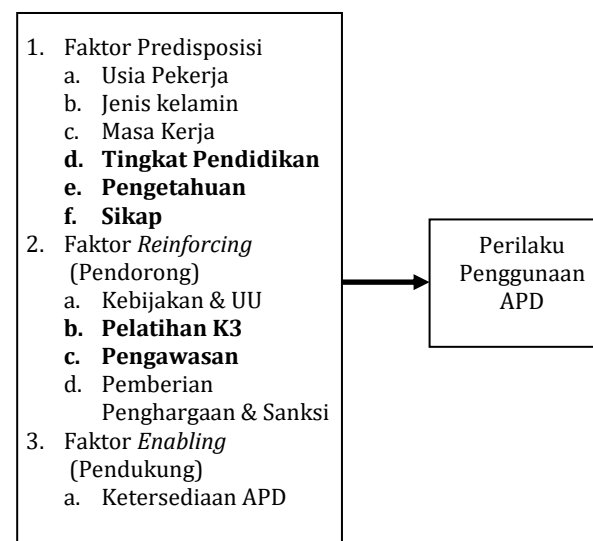 1. Faktor Predisposisi
a. Usia Pekerja
b. Jenis kelamin
c. Masa Kerja
d. Tingkat Pendidikan
e. Pengetahuan
f. Sikap
2. Faktor Reinforcing
(Pendorong)
a. Kebijakan & UU
b. Pelatihan K3
c. Pengawasan
d. Pemberian
Penghargaan & Sanksi
3. Faktor Enabling
(Pendukung)
a. Ketersediaan APD
Perilaku
Penggunaan
APD